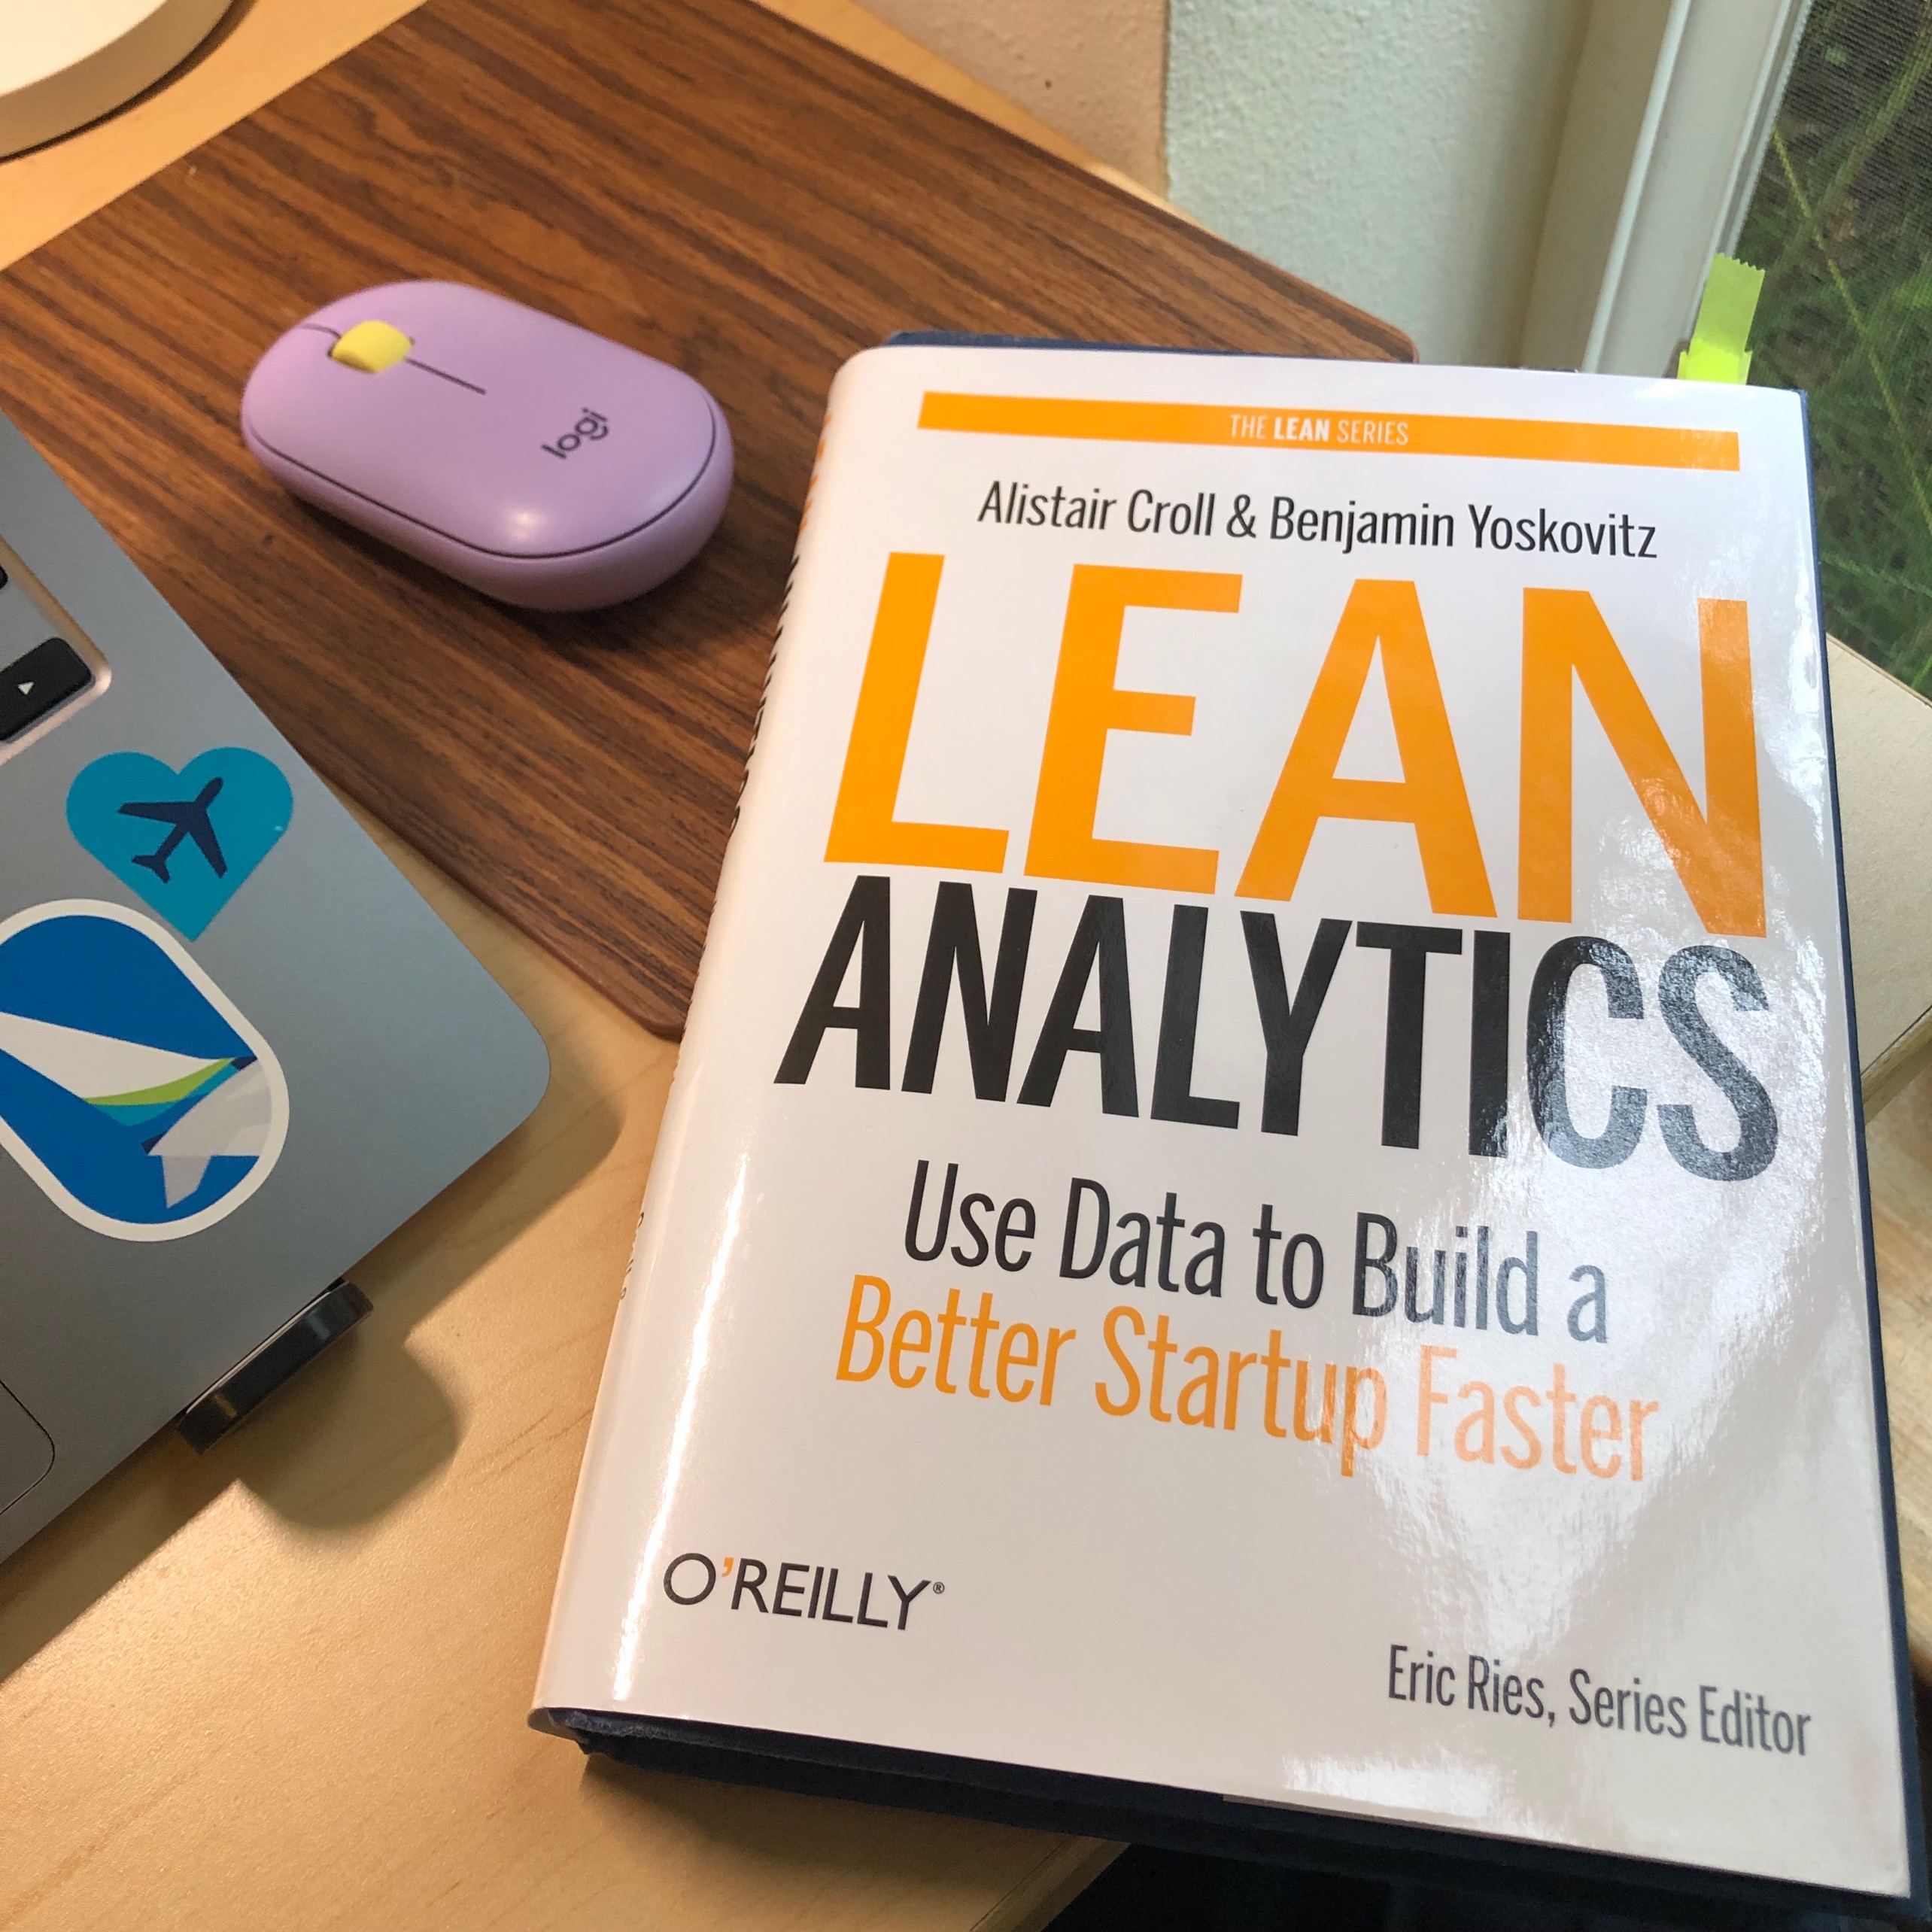 logi
THE LEAN SERIES
Alistair Croll & Benjamin Yoskovitz
LEAN
ANALYTICS
Use Data to Build a
Better Startup Faster
O'REILLY®
Eric Ries, Series Editor